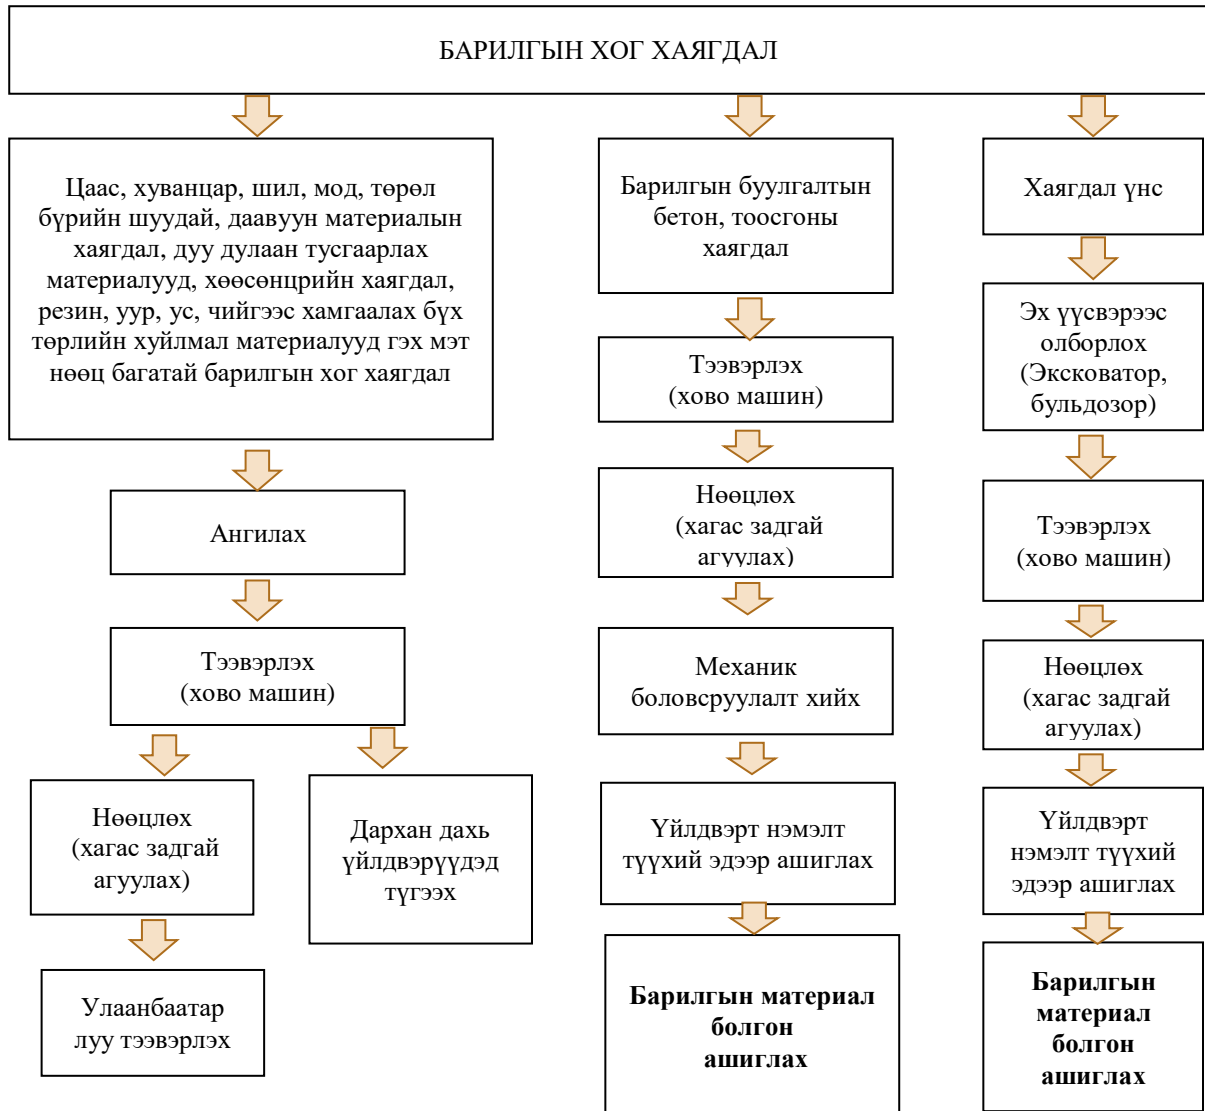 БАРИЛГЫН ХОГ ХАЯГДАЛ
Цаас, хуванцар, шил, мод, төрөл
бүрийн шуудай, даавуун материалын
хаягдал, дуу дулаан тусгаарлах
материалууд, хөөсөнцрийн хаягдал,
резин, уур, ус, чийгээс хамгаалах бүх
төрлийн хуйлмал материалууд гэх мэт
нөөц багатай барилгын хог хаягдал
Ангилах
Тээвэрлэх
(хово машин)
Нөөцлөх
(хагас задгай
агуулах)
Улаанбаатар
луу тээвэрлэх
Дархан дахь
үйлдвэрүүдэд
түгээх
Барилгын буулгалтын
бетон, тоосгоны
хаягдал
Тээвэрлэх
(хово машин)
Нөөцлөх
(хагас задгай
агуулах)
Механик
боловсруулалт хийх
Үйлдвэрт нэмэлт
түүхий эдээр ашиглах
Барилгын материал
болгон
ашиглах
Хаягдал үнс
Эх үүсвэрээс
олборлох
(Эксковатор,
бульдозор)
Тээвэрлэх
(хово машин)
Нөөцлөх
(хагас задгай
агуулах)
Үйлдвэрт
нэмэлт түүхий
эдээр ашиглах
Барилгын
материал
болгон
ашиглах